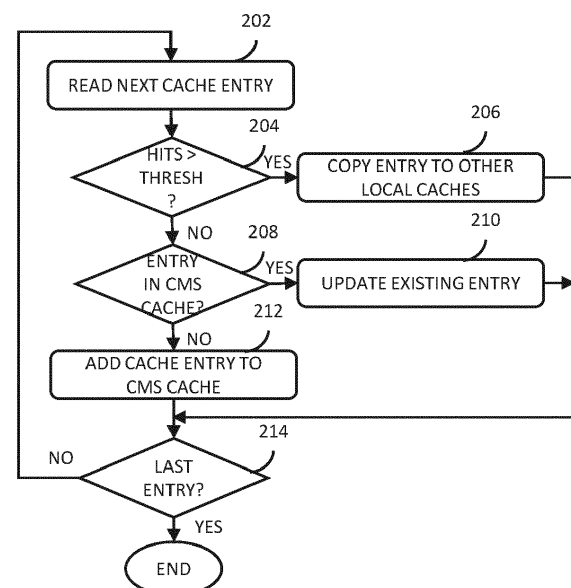 202
READ NEXT CACHE ENTRY
204
HITS >
THRESH
?
YES
206
COPY ENTRY TO OTHER
LOCAL CACHES
NO
208
ENTRY
IN CMS
CACHE?
YES
210
UPDATE EXISTING ENTRY
NO
212
ADD CACHE ENTRY TO
CMS CACHE
214
LAST
ENTRY?
NO
YES
END